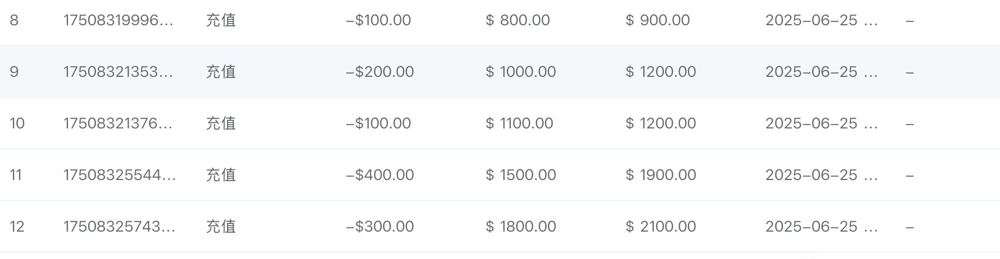 8 17508319996... 充值 –$100.00 $ 800.00 $ 900.00 2025–06–25 ... –
9 17508321353... 充值 –$200.00 $ 1000.00 $ 1200.00 2025–06–25 ... –
10 17508321376... 充值 –$100.00 $ 1100.00 $ 1200.00 2025–06–25 ... –
11 17508325544... 充值 –$400.00 $ 1500.00 $ 1900.00 2025–06–25 ... –
12 17508325743... 充值 –$300.00 $ 1800.00 $ 2100.00 2025–06–25 ... –